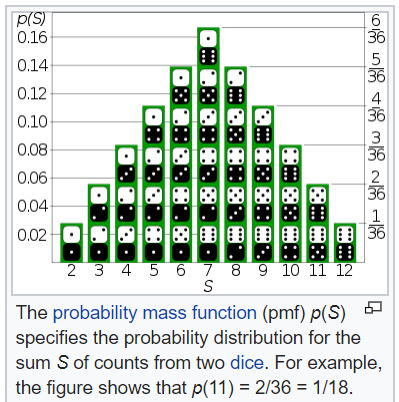 p(S)
0.16
0.14
0.12
0.10
0.08
0.06
0.04
0.02
6
36
5
36
4
36
3
36
2
36
1
36
2 3 4 5 6 7 8 9 10 11 12
S
The probability mass function (pmf) p(S)
specifies the probability distribution for the
sum S of counts from two dice. For example,
the figure shows that p(11) = 2/36 = 1/18.